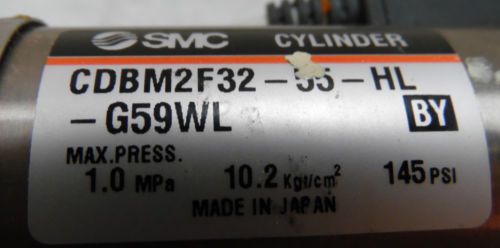 SMC CYLINDER
CDBM2F32-55-HL
-G59WL BY
MAX.PRESS.
1.0 MPa 10.2 Kgf/cm² 145 PSI
MADE IN JAPAN